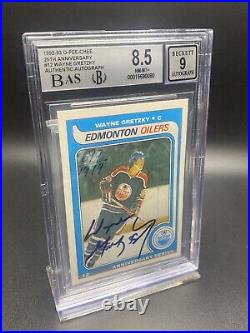 1992-93 O-PEE-CHEE
25TH ANNIVERSARY
#12 WAYNE GRETZKY
AUTHENTIC AUTOGRAPH
BAS
8.5
NM-MT+
BECKETT
9
AUTOGRAPH
WAYNE GRETZKY • C
EDMONTON OILERS
ANNIVERSARY SERIES